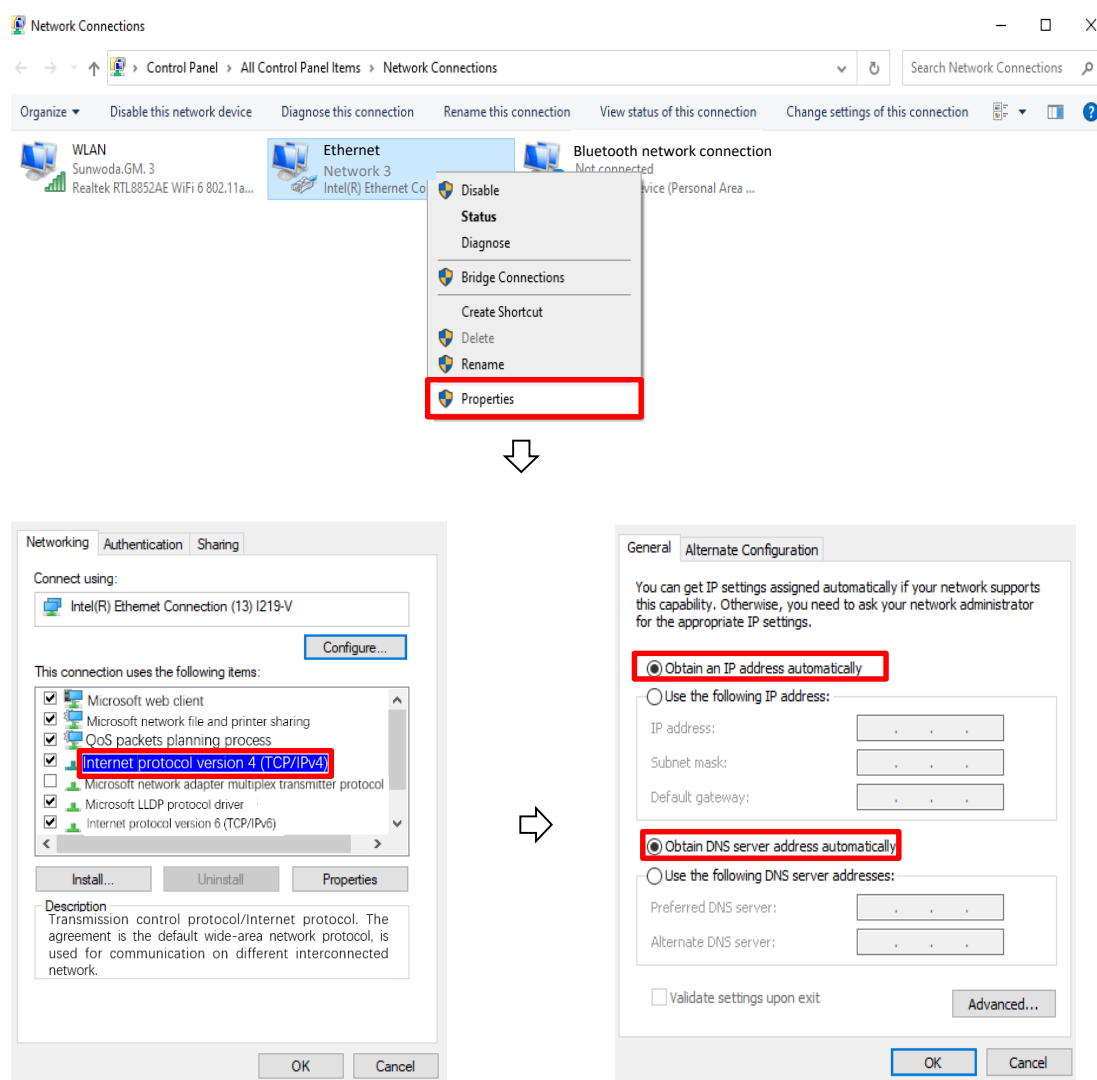 Network Connections
Control Panel > All Control Panel Items > Network Connections
Search Network Connections
Organize
Disable this network device
Diagnose this connection
Rename this connection
View status of this connection
Change settings of this connection
WLAN
Sunwoda.GM. 3
Realtek RTL8852AE WiFi 6 802.11a...
Ethernet
Network 3
Intel(R) Ethernet Co
Bluetooth network connection
Not connected
vice (Personal Area ...
Disable
Status
Diagnose
Bridge Connections
Create Shortcut
Delete
Rename
Properties
Networking
Authentication
Sharing
Connect using:
Intel(R) Ethernet Connection (13) I219-V
Configure...
This connection uses the following items:
Microsoft web client
Microsoft network file and printer sharing
QoS packets planning process
Internet protocol version 4 (TCP/IPv4)
Microsoft network adapter multiplex transmitter protocol
Microsoft LLDP protocol driver
Internet protocol version 6 (TCP/IPv6)
Install...
Uninstall
Properties
Description
Transmission control protocol/Internet protocol. The
agreement is the default wide-area network protocol, is
used for communication on different interconnected
network.
OK
Cancel
General
Alternate Configuration
You can get IP settings assigned automatically if your network supports
this capability. Otherwise, you need to ask your network administrator
for the appropriate IP settings.
Obtain an IP address automatically
Use the following IP address:
IP address:
Subnet mask:
Default gateway:
Obtain DNS server address automatically
Use the following DNS server addresses:
Preferred DNS server:
Alternate DNS server:
Validate settings upon exit
Advanced...
OK
Cancel